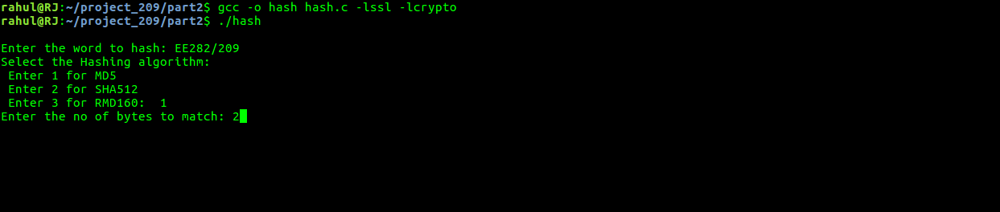 rahul@RJ:~/project_209/part2$ gcc -o hash hash.c -lssl -lcrypto
rahul@RJ:~/project_209/part2$ ./hash
Enter the word to hash: EE282/209
Select the Hashing algorithm:
Enter 1 for MD5
Enter 2 for SHA512
Enter 3 for RMD160:  1
Enter the no of bytes to match: 2